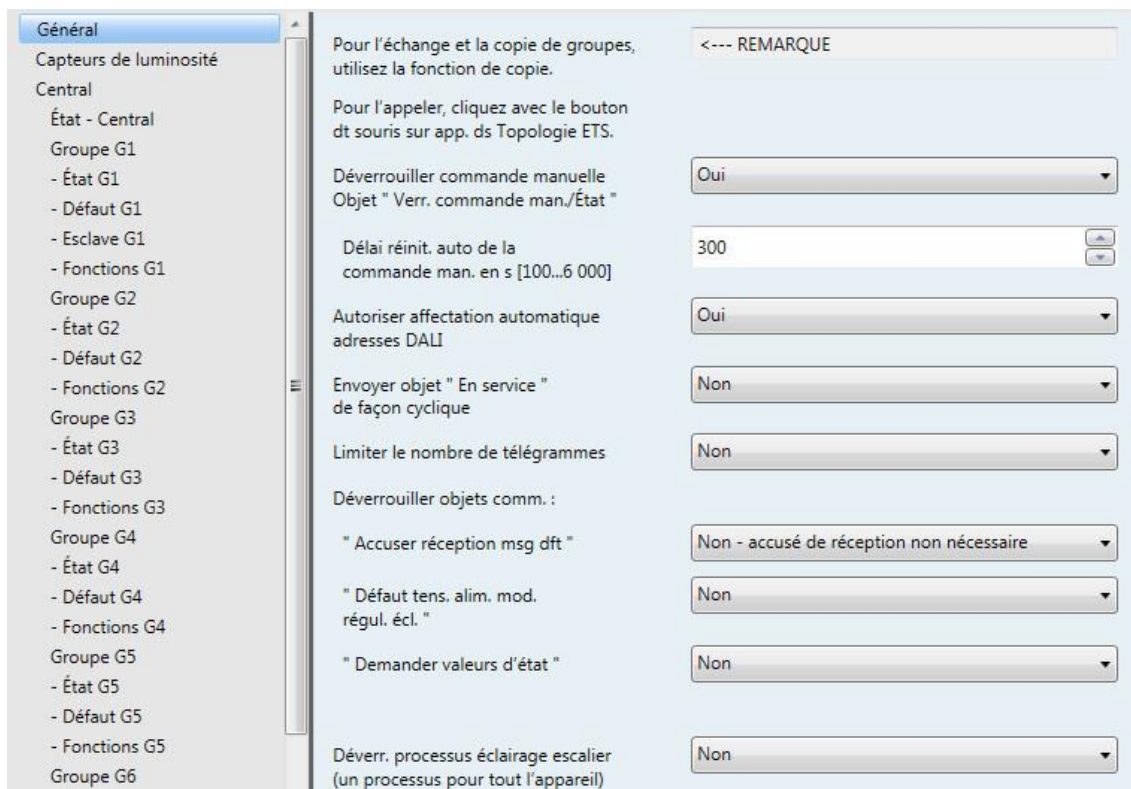 Général
Capteurs de luminosité
Central
État - Central
Groupe G1
- État G1
- Défaut G1
- Esclave G1
- Fonctions G1
Groupe G2
- État G2
- Défaut G2
- Fonctions G2
Groupe G3
- État G3
- Défaut G3
- Fonctions G3
Groupe G4
- État G4
- Défaut G4
- Fonctions G4
Groupe G5
- État G5
- Défaut G5
- Fonctions G5
Groupe G6
Pour l'échange et la copie de groupes,
utilisez la fonction de copie.
<--- REMARQUE
Pour l'appeler, cliquez avec le bouton
dt souris sur app. ds Topologie ETS.
Déverrouiller commande manuelle
Objet " Verr. commande man./État "
Oui
Délai réinit. auto de la
commande man. en s [100...6 000]
300
Autoriser affectation automatique
adresses DALI
Oui
Envoyer objet " En service "
de façon cyclique
Non
Limiter le nombre de télégrammes
Non
Déverrouiller objets comm. :
" Accuser réception msg dft "
Non - accusé de réception non nécessaire
" Défaut tens. alim. mod.
régul. écl. "
Non
" Demander valeurs d'état "
Non
Déverr. processus éclairage escalier
(un processus pour tout l'appareil)
Non